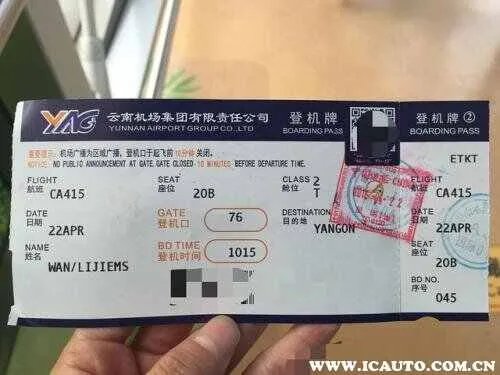 YAG 云南机场集团有限责任公司 登机牌 登机牌②
YUNNAN AIRPORT GROUP CO.,LTD BOARDING PASS BOARDING PASS
提示: 机场广播为区域广播,登机口于起飞前10分钟关闭。
NOTICE: NO PUBLIC ANNOUNCEMENT AT GATE.GATE CLOSED 10 MINUTES BEFORE DEPARTURE TIME. ETKT
FLIGHT 航班 CA415 SEAT 座位 20B CLASS 舱位 2 T FLIGHT 航班 CA415
DATE 日期 22APR GATE 登机口 76 DESTINATION 目的地 YANGON DATE 日期 22APR
NAME 姓名 WAN/LIJIEMS BD TIME 登机时间 1015 SEAT 座位 20B
BD NO. 序号 045
WWW.ICAUTO.COM.CN